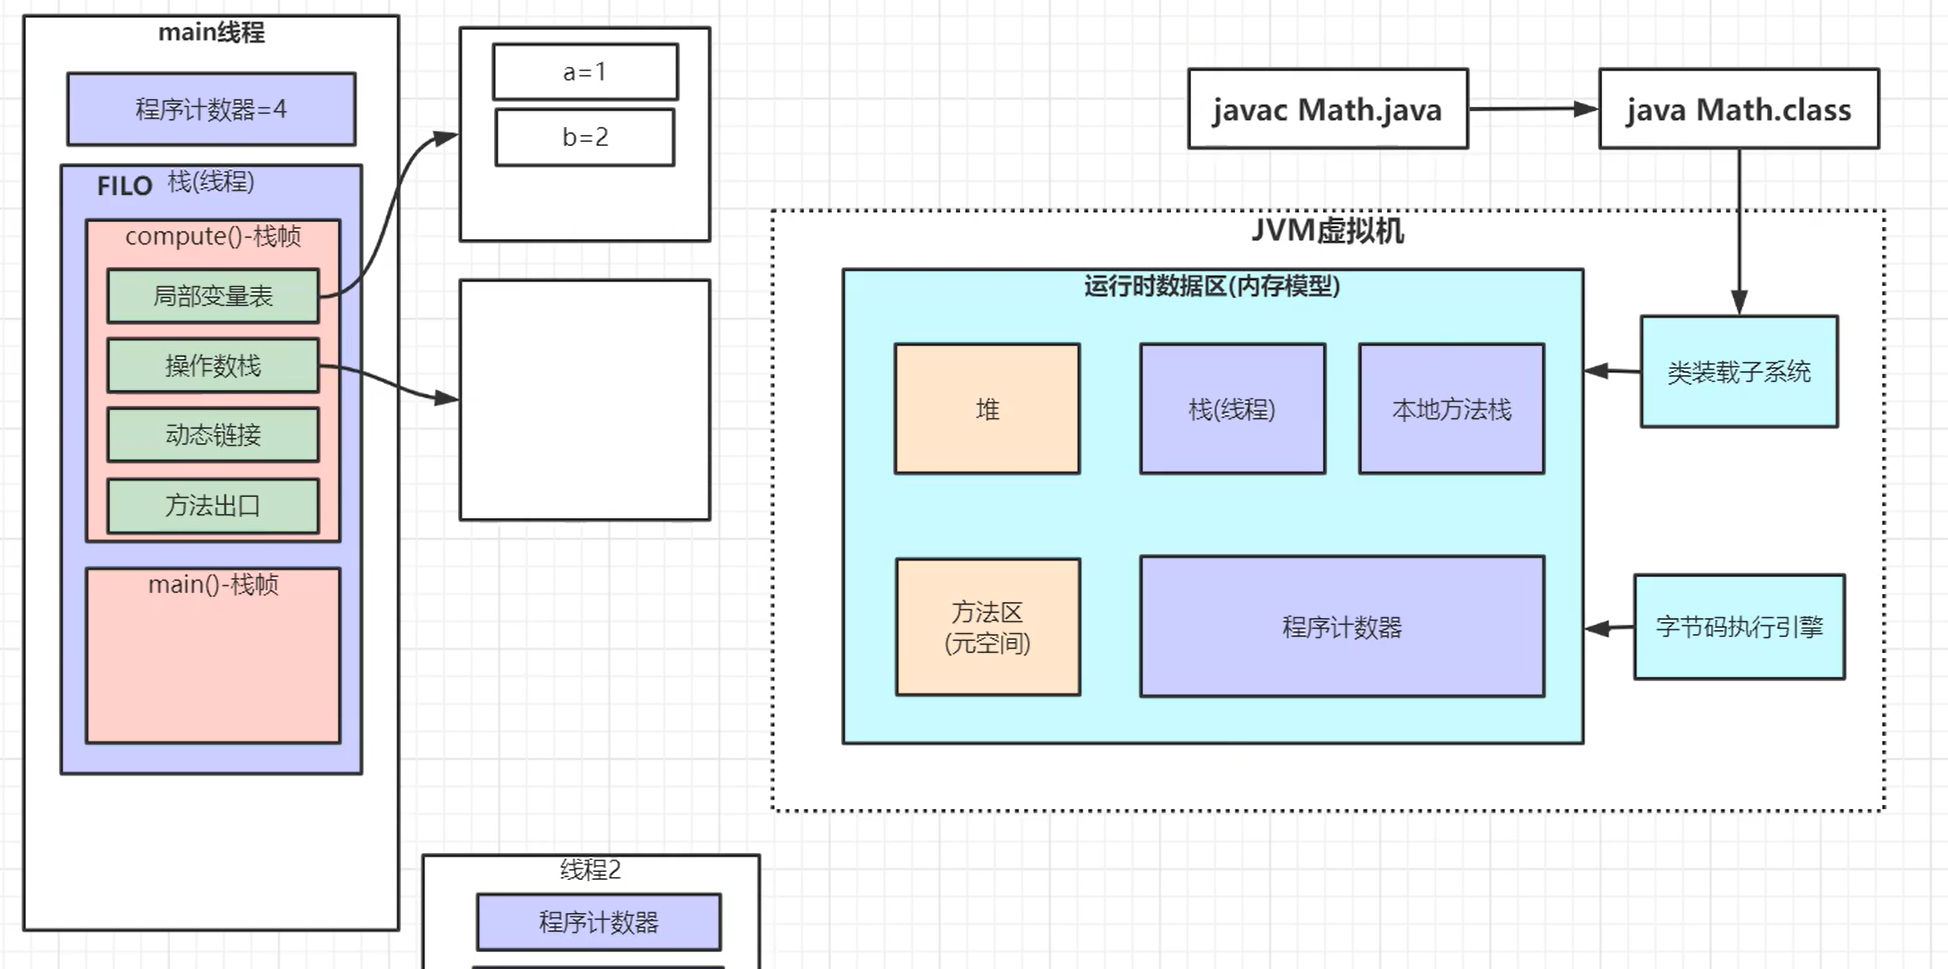 main线程
程序计数器=4
FILO 栈(线程)
compute()-栈帧
局部变量表
操作数栈
动态链接
方法出口
main()-栈帧
a=1
b=2
线程2
程序计数器
javac Math.java
java Math.class
JVM虚拟机
运行时数据区(内存模型)
堆
栈(线程)
本地方法栈
类装载子系统
方法区
(元空间)
程序计数器
字节码执行引擎